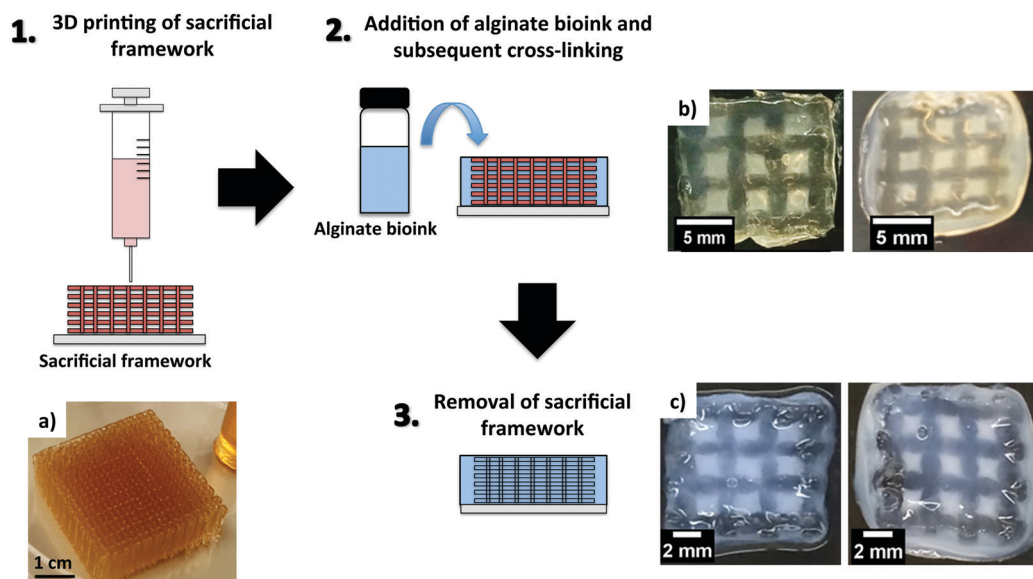 1.
3D printing of sacrificial
framework
2.
Addition of alginate bioink and
subsequent cross-linking
Alginate bioink
Sacrificial framework
a)
1 cm
b)
5 mm
5 mm
3.
Removal of sacrificial
framework
c)
2 mm
2 mm